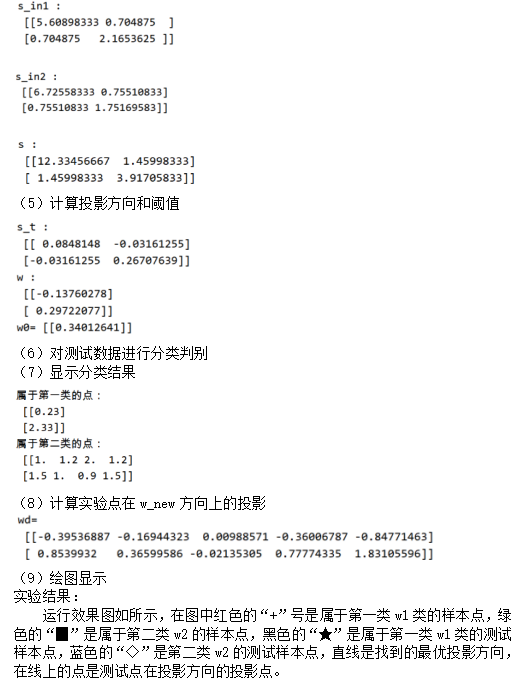 s_in1 :
[[5.60898333 0.704875 ]
[0.704875 2.1653625 ]]
s_in2 :
[[6.72558333 0.75510833]
[0.75510833 1.75169583]]
s :
[[12.33456667 1.45998333]
[ 1.45998333 3.91705833]]
(5)计算投影方向和阈值
s_t :
[[ 0.0848148 -0.03161255]
[-0.03161255 0.26707639]]
w :
[[-0.13760278]
[ 0.29722077]]
w0= [[0.34012641]]
(6)对测试数据进行分类判别
(7)显示分类结果
属于第一类的点:
[[0.23]
[2.33]]
属于第二类的点:
[[1. 1.2 2. 1.2]
[1.5 1. 0.9 1.5]]
(8)计算实验点在 w_new 方向上的投影
wd=
[[-0.39536887 -0.16944323 0.00988571 -0.36006787 -0.84771463]
[ 0.8539932 0.36599586 -0.02135305 0.77774335 1.83105596]]
(9)绘图显示
实验结果:
运行效果图如所示,在图中红色的“+”号是属于第一类 w1 类的样本点,绿
色的“■”是属于第二类 w2 的样本点,黑色的“★”是属于第一类 w1 类的测试
样本点,蓝色的“◇”是第二类 w2 的测试样本点,直线是找到的最优投影方向,
在线上的点是测试点在投影方向的投影点。